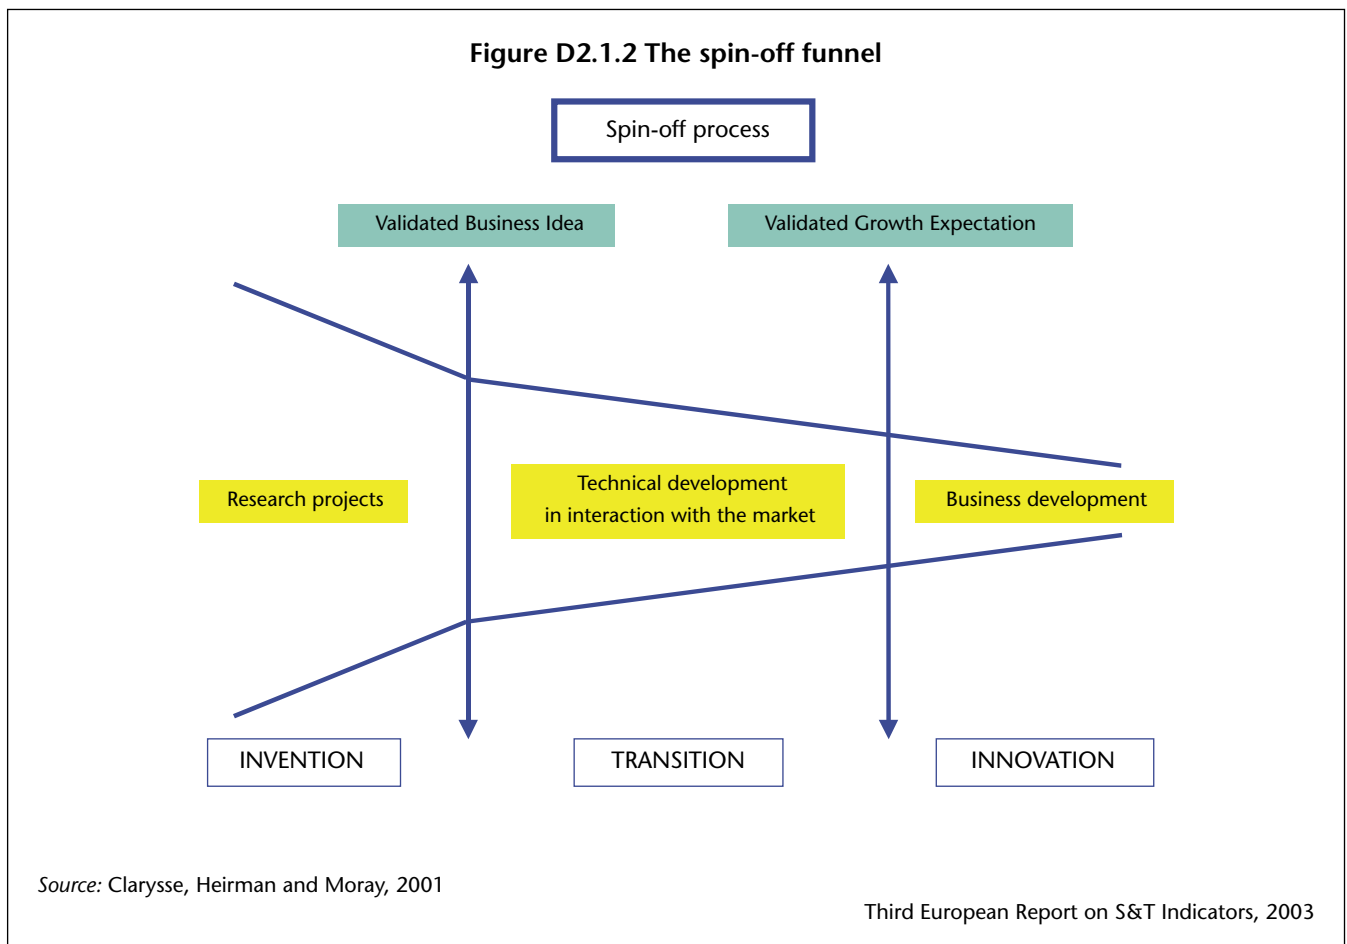 Figure D2.1.2 The spin-off funnel
Spin-off process
Validated Business Idea
Validated Growth Expectation
Research projects
Technical development
in interaction with the market
Business development
INVENTION
TRANSITION
INNOVATION
Source: Clarysse, Heirman and Moray, 2001
Third European Report on S&T Indicators, 2003